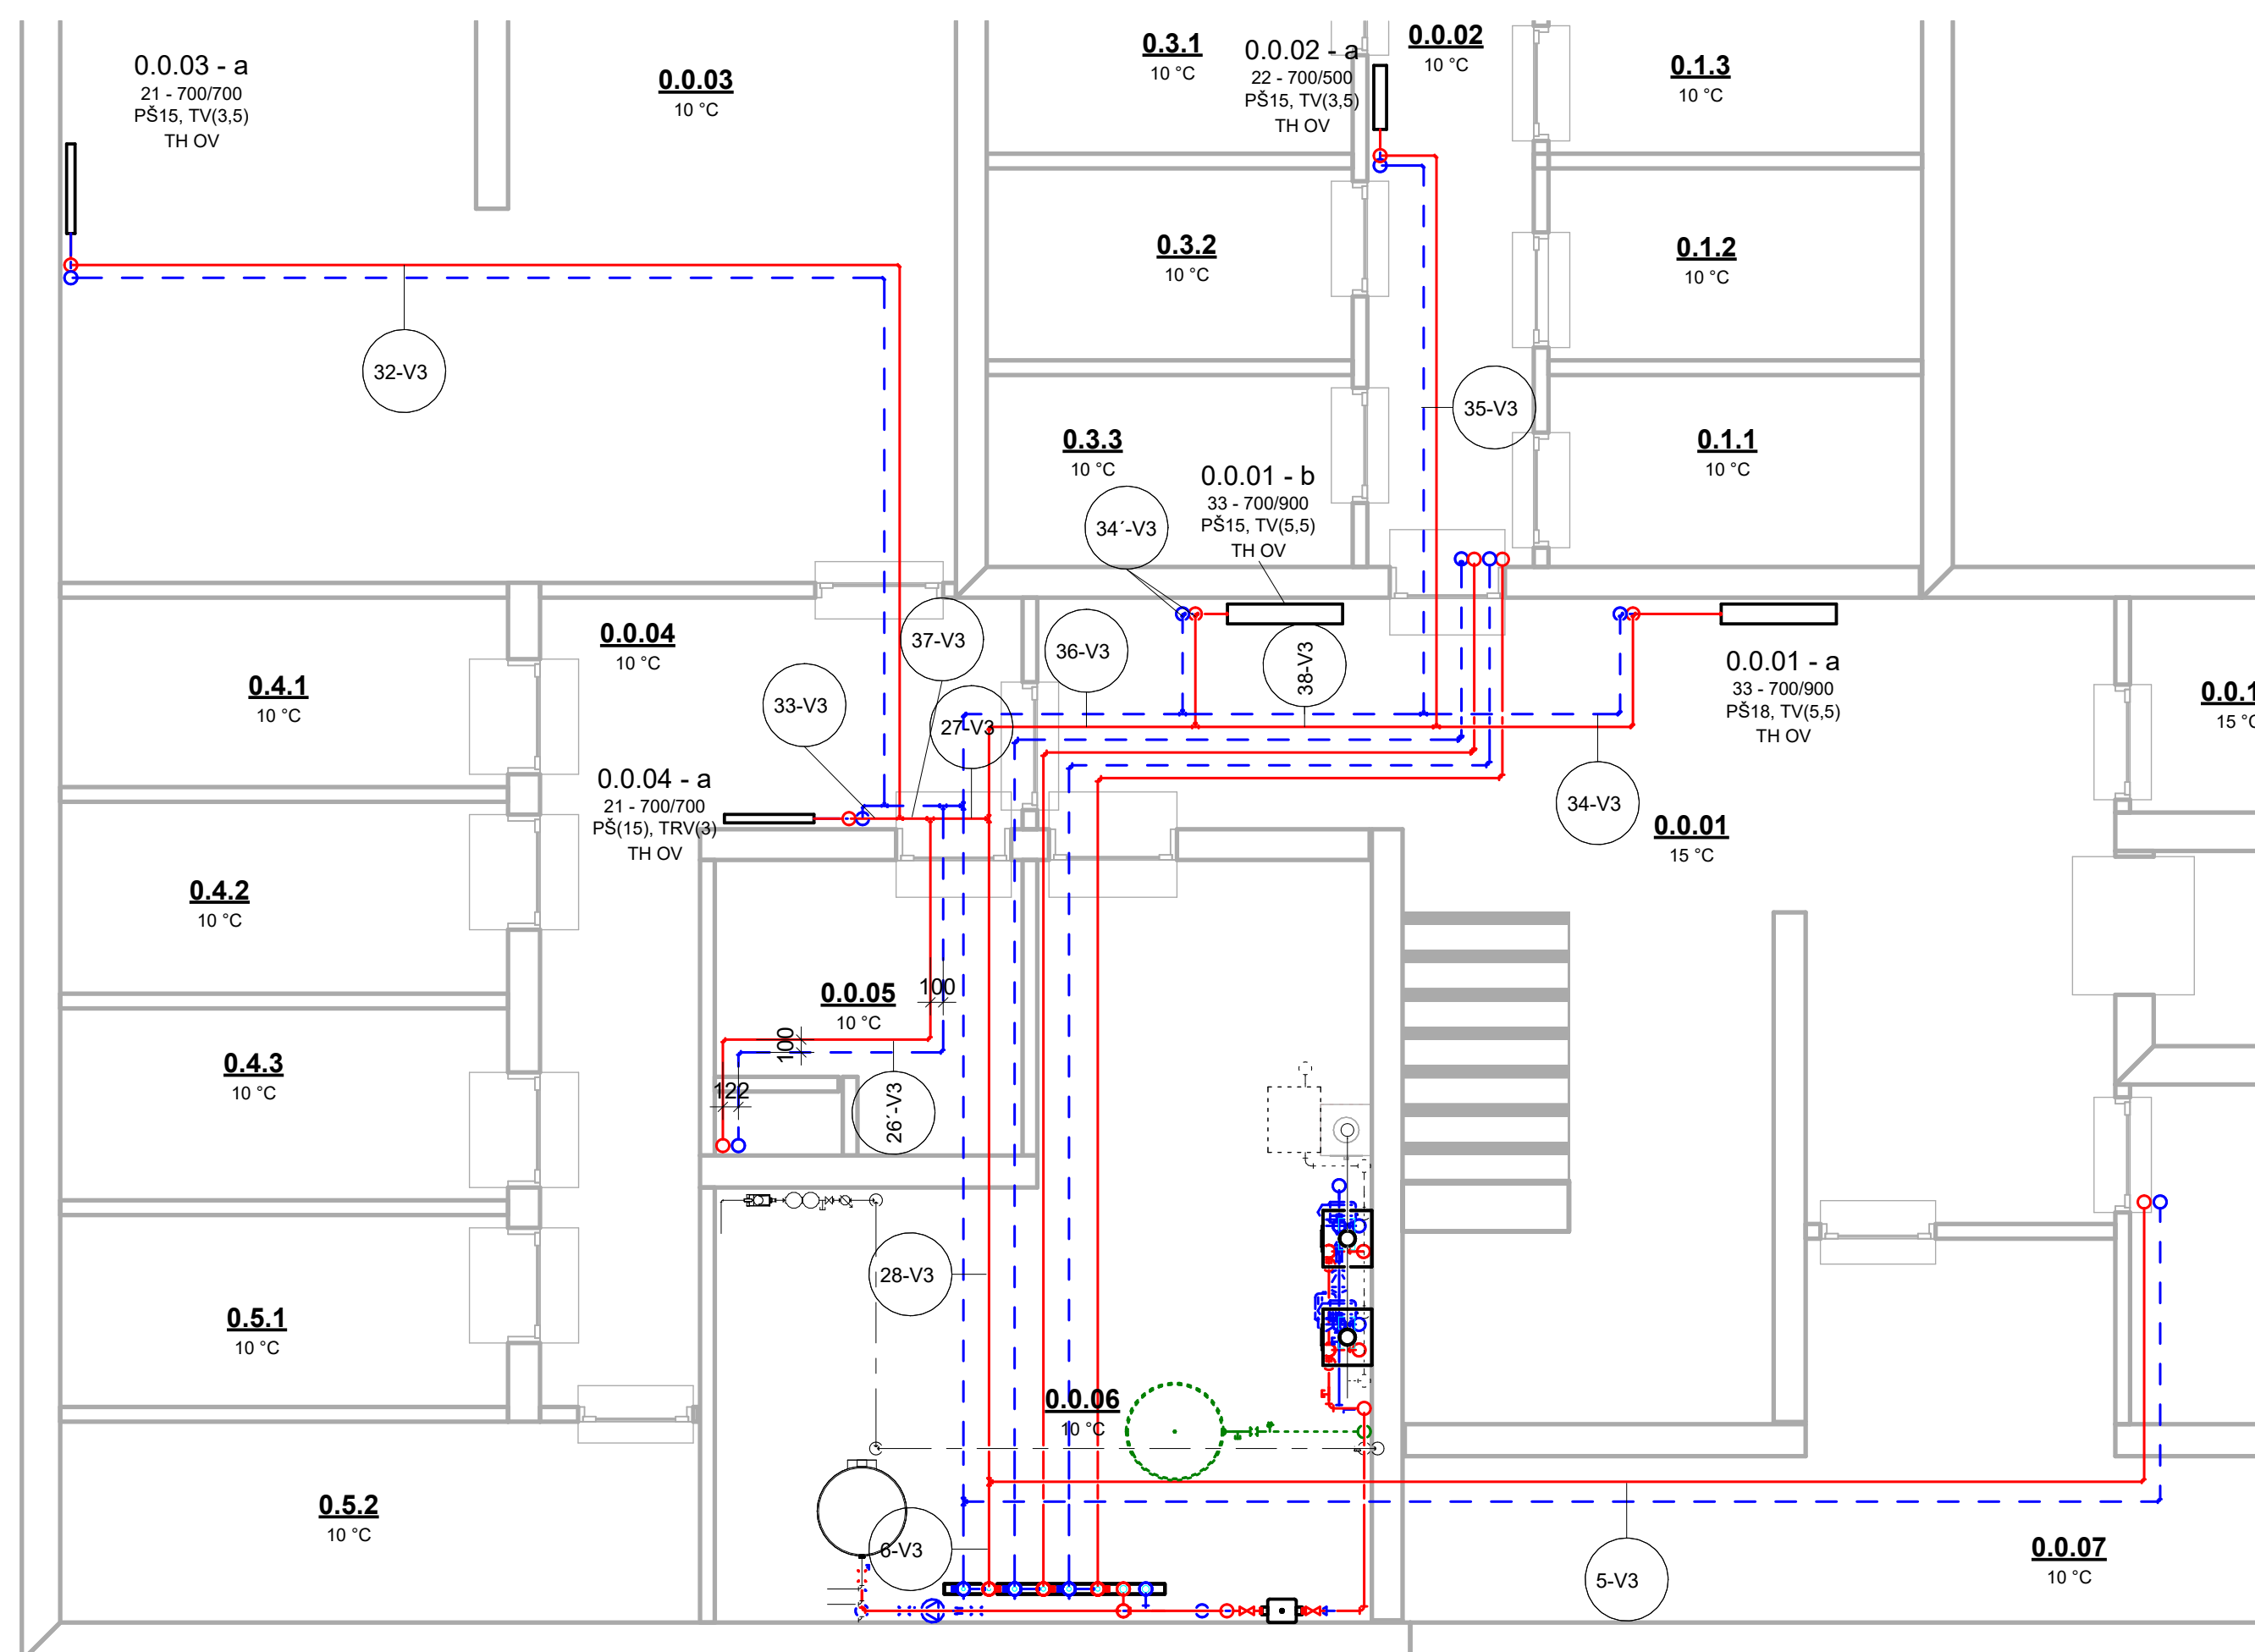 0.0.03 - a
21 - 700/700
PŠ15, TV(3,5)
TH OV
0.0.03
10 °C
0.3.1
10 °C
0.0.02 - a
22 - 700/500
PŠ15, TV(3,5)
TH OV
0.0.02
10 °C
0.1.3
10 °C
0.3.2
10 °C
0.1.2
10 °C
32-V3
35-V3
0.3.3
10 °C
0.1.1
10 °C
0.0.01 - b
33 - 700/900
PŠ15, TV(5,5)
TH OV
34´-V3
0.0.04
10 °C
37-V3
36-V3
38-V3
0.4.1
10 °C
33-V3
27-V3
0.0.01 - a
33 - 700/900
PŠ18, TV(5,5)
TH OV
15 °C
0.0.04 - a
21 - 700/700
PŠ(15), TRV(3)
TH OV
34-V3
0.0.01
15 °C
0.4.2
10 °C
0.0.05
10 °C
100
100
122
26´-V3
0.4.3
10 °C
28-V3
0.5.1
10 °C
0.0.06
10 °C
0.5.2
10 °C
6-V3
5-V3
0.0.07
10 °C